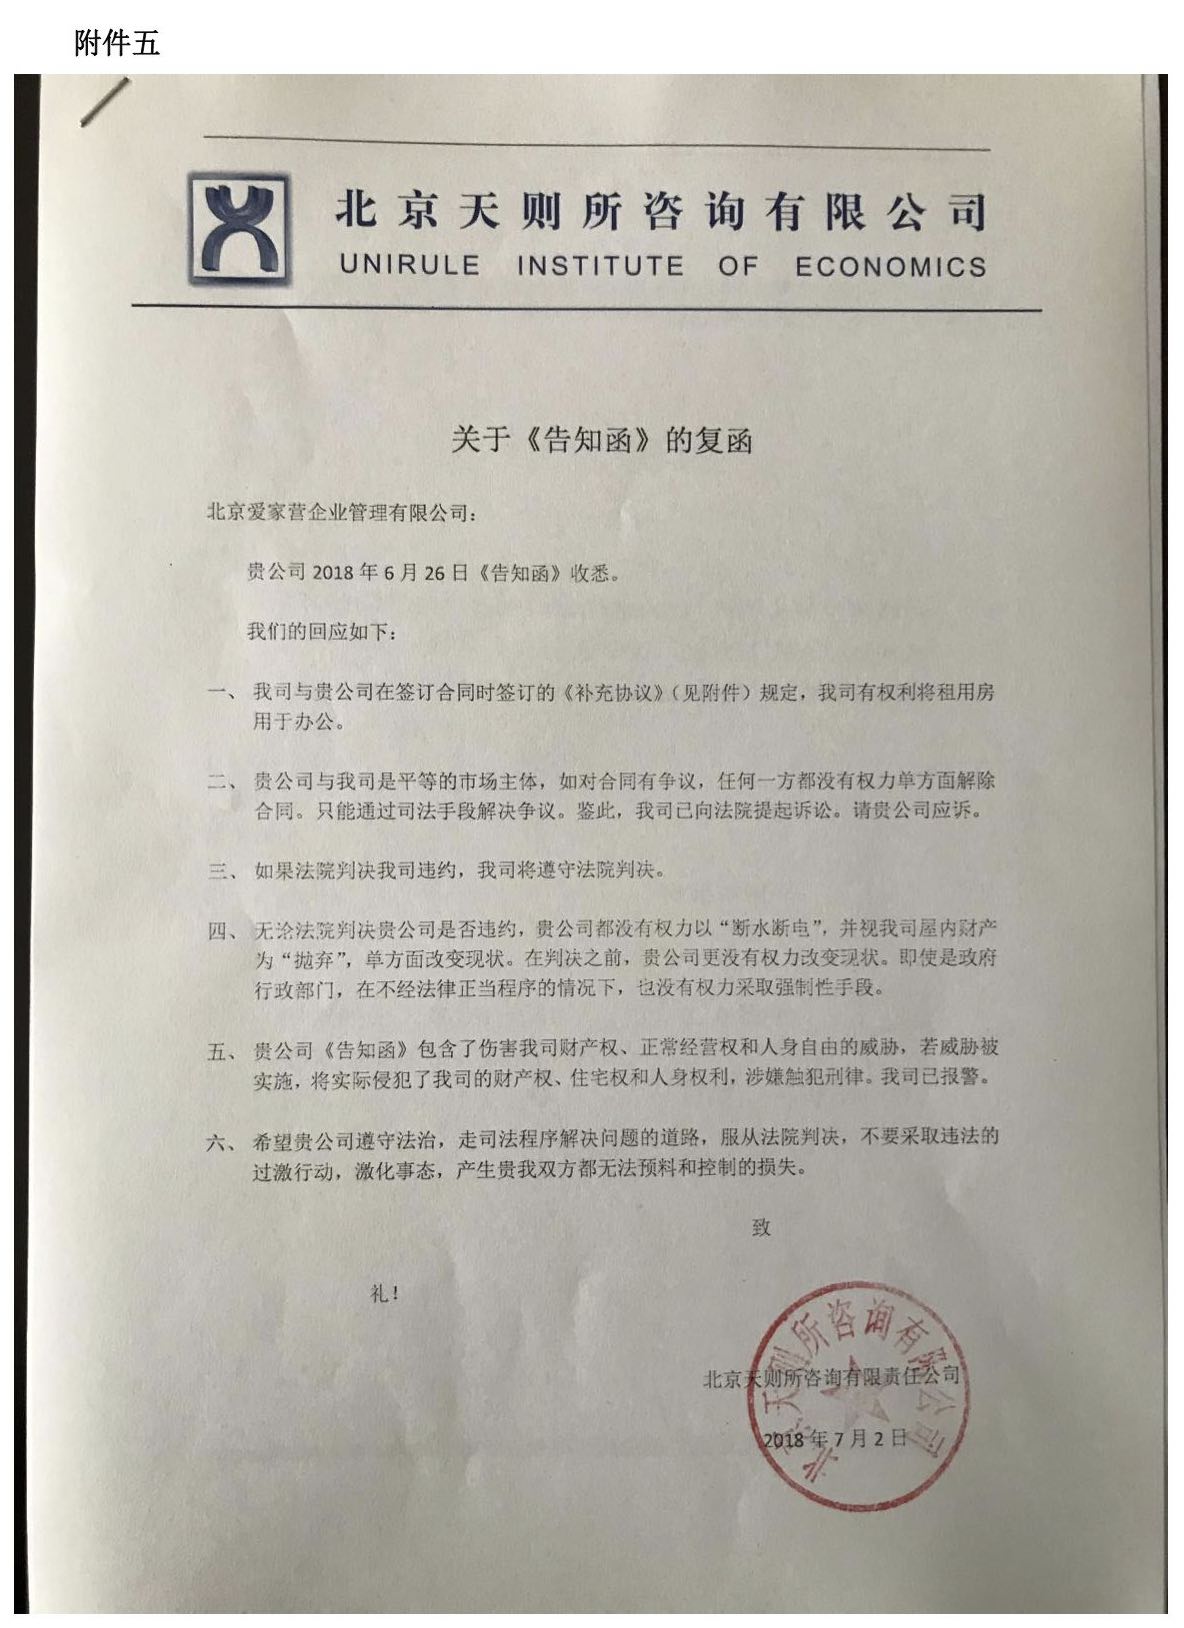 附件五
北京天则所咨询有限公司
UNIRULE INSTITUTE OF ECONOMICS
关于《告知函》的复函
北京爱家营企业管理有限公司：
贵公司 2018 年 6 月 26 日《告知函》收悉。
我们的回应如下：
一、 我司与贵公司在签订合同时签订的《补充协议》（见附件）规定，我司有权利将租用房
用于办公。
二、 贵公司与我司是平等的市场主体，如对合同有争议，任何一方都没有权力单方面解除
合同。只能通过司法手段解决争议。鉴此，我司已向法院提起诉讼。请贵公司应诉。
三、 如果法院判决我司违约，我司将遵守法院判决。
四、 无论法院判决贵公司是否违约，贵公司都没有权力以“断水断电”，并视我司屋内财产
为“抛弃”，单方面改变现状。在判决之前，贵公司更没有权力改变现状。即使是政府
行政部门，在不经法律正当程序的情况下，也没有权力采取强制性手段。
五、 贵公司《告知函》包含了伤害我司财产权、正常经营权和人身自由的威胁，若威胁被
实施，将实际侵犯了我司的财产权、住宅权和人身权利，涉嫌触犯刑律。我司已报警。
六、 希望贵公司遵守法治，走司法程序解决问题的道路，服从法院判决，不要采取违法的
过激行动，激化事态，产生贵我双方都无法预料和控制的损失。
致
礼！
北京天则所咨询有限责任公司
2018 年 7 月 2 日
北京天则所咨询有限公司